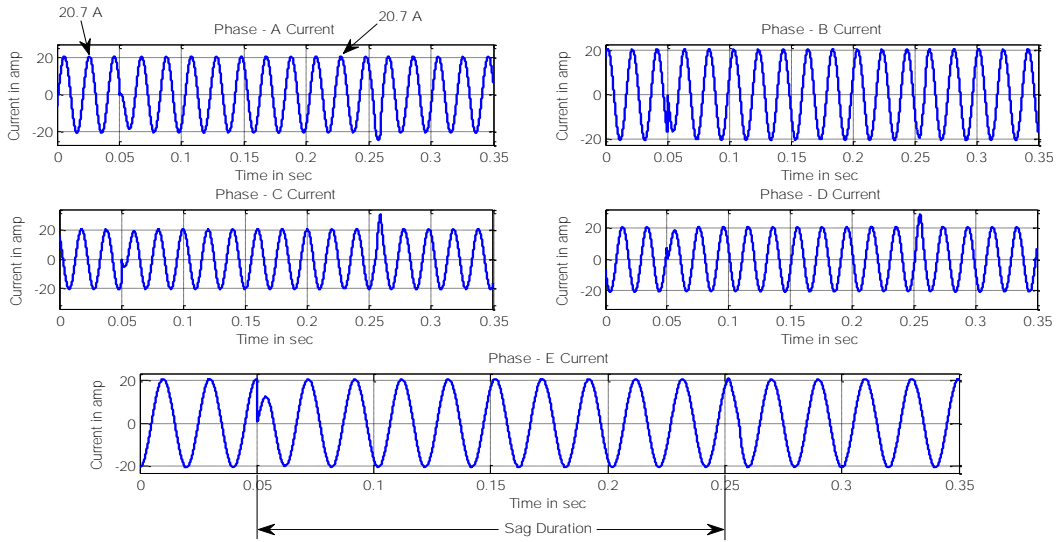 20.7 A
20.7 A
Phase - A Current
Current in amp
20
0
-20
0 0.05 0.1 0.15 0.2 0.25 0.3 0.35
Time in sec
Phase - B Current
Current in amp
20
0
-20
0 0.05 0.1 0.15 0.2 0.25 0.3 0.35
Time in sec
Phase - C Current
Current in amp
20
0
-20
0 0.05 0.1 0.15 0.2 0.25 0.3 0.35
Time in sec
Phase - D Current
Current in amp
20
0
-20
0 0.05 0.1 0.15 0.2 0.25 0.3 0.35
Time in sec
Phase - E Current
Current in amp
20
0
-20
0 0.05 0.1 0.15 0.2 0.25 0.3 0.35
Time in sec
Sag Duration